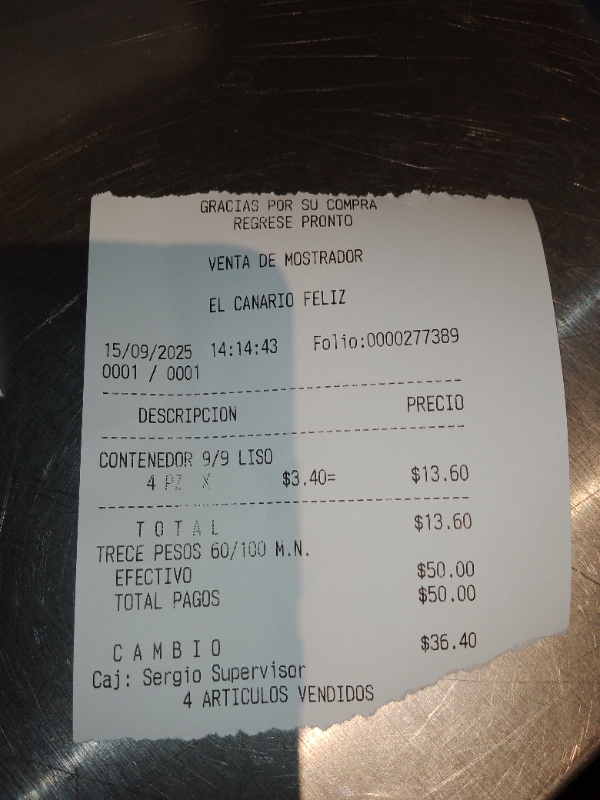 GRACIAS POR SU COMPRA
REGRESE PRONTO
VENTA DE MOSTRADOR
EL CANARIO FELIZ
15/09/2025 14:14:43 Folio:0000277389
0001 / 0001
DESCRIPCION PRECIO
CONTENEDOR 9/9 LISO
4 PZ X $3.40= $13.60
T O T A L $13.60
TRECE PESOS 60/100 M.N.
EFECTIVO $50.00
TOTAL PAGOS $50.00
C A M B I O $36.40
Caj: Sergio Supervisor
4 ARTICULOS VENDIDOS